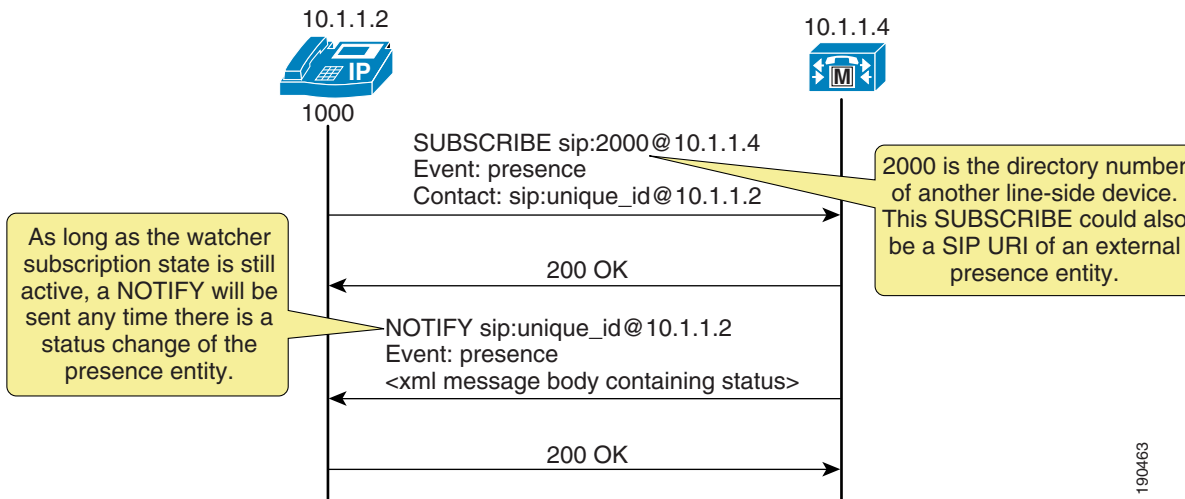 10.1.1.2
10.1.1.4
IP
M
1000
SUBSCRIBE sip:2000@10.1.1.4
Event: presence
Contact: sip:unique_id@10.1.1.2
2000 is the directory number
of another line-side device.
This SUBSCRIBE could also
be a SIP URI of an external
presence entity.
As long as the watcher
subscription state is still
active, a NOTIFY will be
sent any time there is a
status change of the
presence entity.
200 OK
NOTIFY sip:unique_id@10.1.1.2
Event: presence
<xml message body containing status>
200 OK
190463